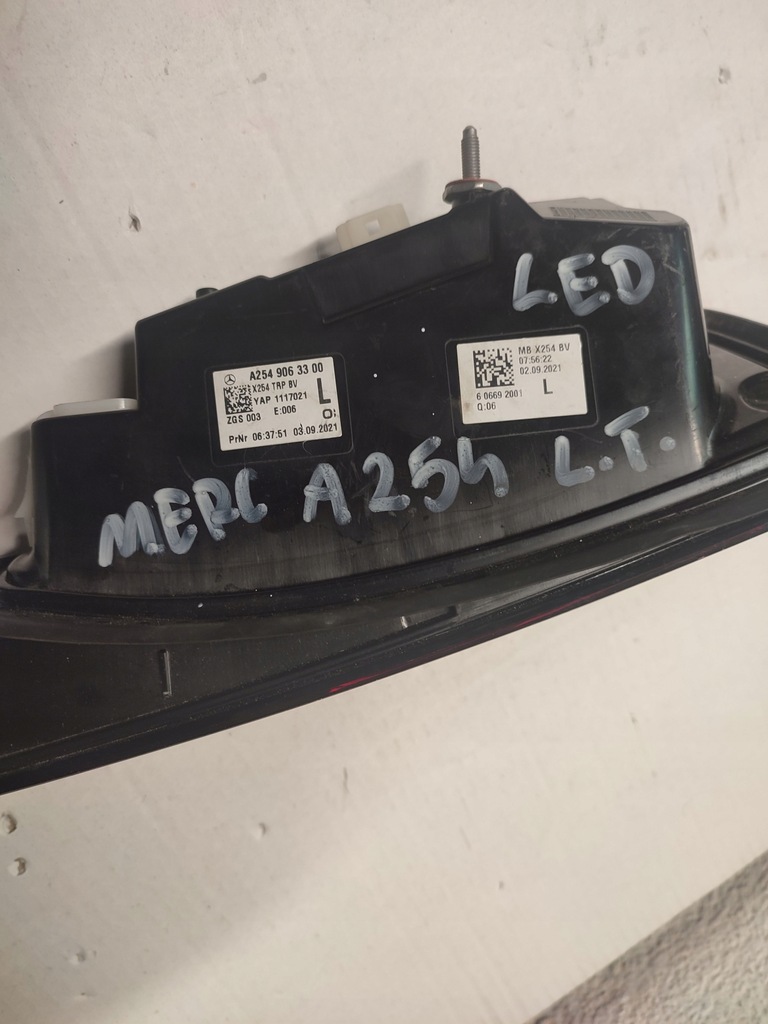 LED
A254 906 33 00
X254 TRP BV
YAP 1117021 L
ZGS 003 E:006
PrNr 06:37:51 03.09.2021
MB X254 BV
07:56:22
02.09.2021
6 0669 2001 L
Q:06
MERC A254 L.T.